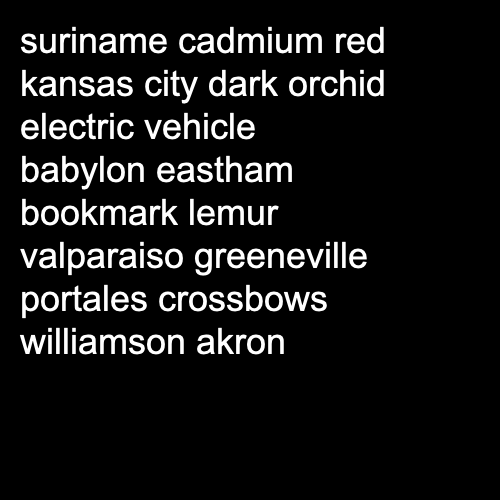 suriname cadmium red
kansas city dark orchid
electric vehicle
babylon eastham
bookmark lemur
valparaiso greeneville
portales crossbows
williamson akron